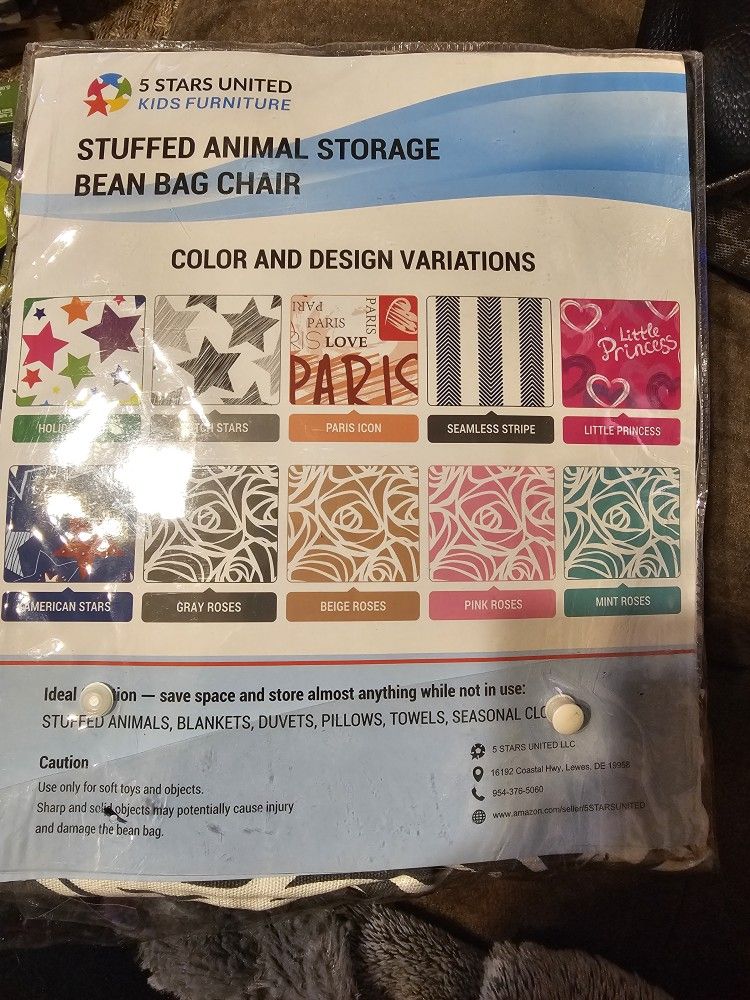 5 STARS UNITED
KIDS FURNITURE
STUFFED ANIMAL STORAGE
BEAN BAG CHAIR
COLOR AND DESIGN VARIATIONS
PARIS
PARIS
PARIS
LOVE
PARIS
Little
Princess
STARS
PARIS ICON
SEAMLESS STRIPE
LITTLE PRINCESS
AMERICAN STARS
GRAY ROSES
BEIGE ROSES
PINK ROSES
MINT ROSES
Ideal — save space and store almost anything while not in use:
STUFFED ANIMALS, BLANKETS, DUVETS, PILLOWS, TOWELS, SEASONAL
Caution
Use only for soft toys and objects.
Sharp and solid objects may potentially cause injury
and damage the bean bag.
5 STARS UNITED LLC
16192 Coastal Hwy, Lewes, DE 19958
954-376-5060
www.amazon.com/seller/5STARSUNITED